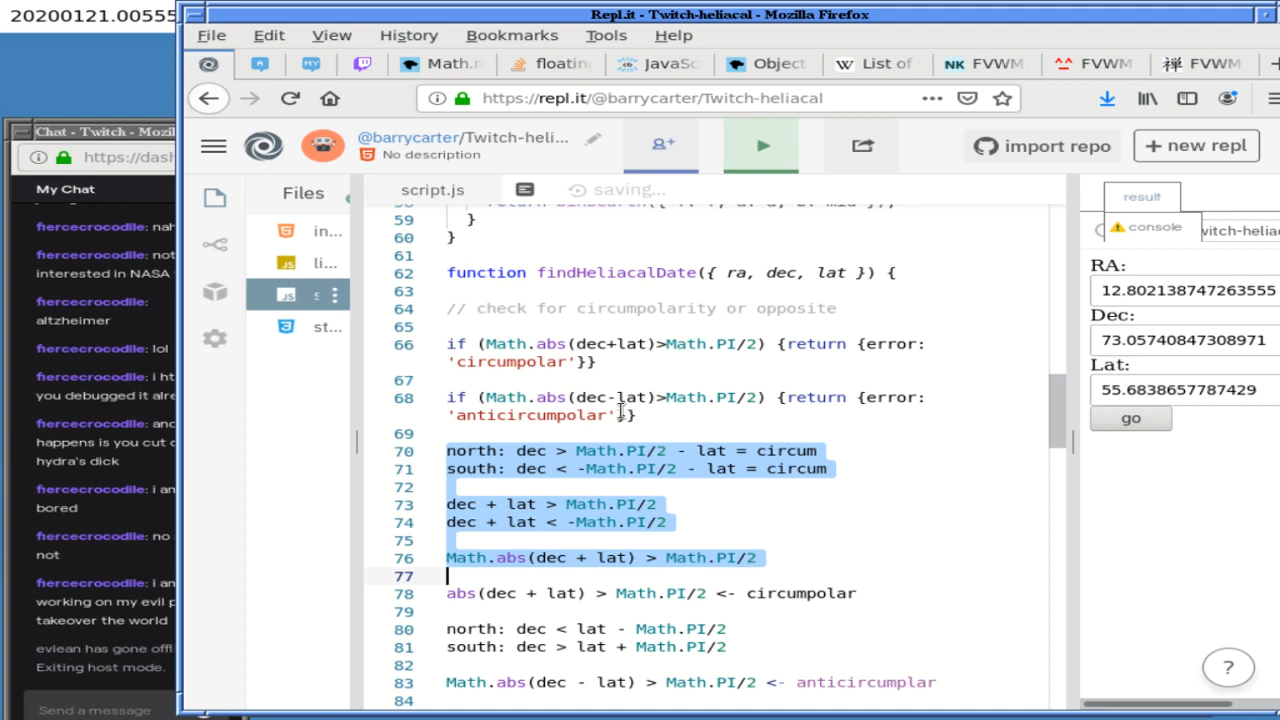 20200121.00555
Repl.it - Twitch-heliacal - Mozilla Firefox
File Edit View History Bookmarks Tools Help
Math.r floating JavaSc Object. List of NK FVWM FVWM 禅 FVWM
https://repl.it/@barrycarter/Twitch-heliacal
Chat - Twitch - Mozil
https://dash
My Chat
@barrycarter/Twitch-heli...
No description
import repo
+ new repl
Files
in...
li...
s
st...
script.js
saving...
59 }
60 }
61
62 function findHeliacalDate({ ra, dec, lat }) {
63
64 // check for circumpolarity or opposite
65
66 if (Math.abs(dec+lat)>Math.PI/2) {return {error:
'circumpolar'}}
67
68 if (Math.abs(dec-lat)>Math.PI/2) {return {error:
'anticircumpolar'}}
69
70 north: dec > Math.PI/2 - lat = circum
71 south: dec < -Math.PI/2 - lat = circum
72
73 dec + lat > Math.PI/2
74 dec + lat < -Math.PI/2
75
76 Math.abs(dec + lat) > Math.PI/2
77
78 abs(dec + lat) > Math.PI/2 <- circumpolar
79
80 north: dec < lat - Math.PI/2
81 south: dec > lat + Math.PI/2
82
83 Math.abs(dec - lat) > Math.PI/2 <- anticircumplar
84
result
console
witch-heliac
RA:
12.802138747263555
Dec:
73.05740847308971
Lat:
55.6838657787429
go
?
fiercecrocodile: nah
fiercecrocodile: not
interested in NASA
fiercecrocodile:
altzheimer
fiercecrocodile: lol
fiercecrocodile: i ht
you debugged it alre
fiercecrocodile: and
happens is you cut o
hydra's dick
fiercecrocodile: i am
bored
fiercecrocodile: no
not
fiercecrocodile: i am
working on my evil p
takeover the world
eviean has gone offl
Exiting host mode.
Send a message